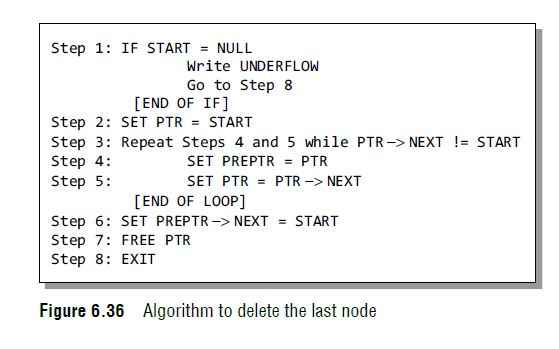 Step 1: IF START = NULL
Write UNDERFLOW
Go to Step 8
[END OF IF]
Step 2: SET PTR = START
Step 3: Repeat Steps 4 and 5 while PTR -> NEXT != START
Step 4: SET PREPTR = PTR
Step 5: SET PTR = PTR -> NEXT
[END OF LOOP]
Step 6: SET PREPTR -> NEXT = START
Step 7: FREE PTR
Step 8: EXIT
Figure 6.36 Algorithm to delete the last node